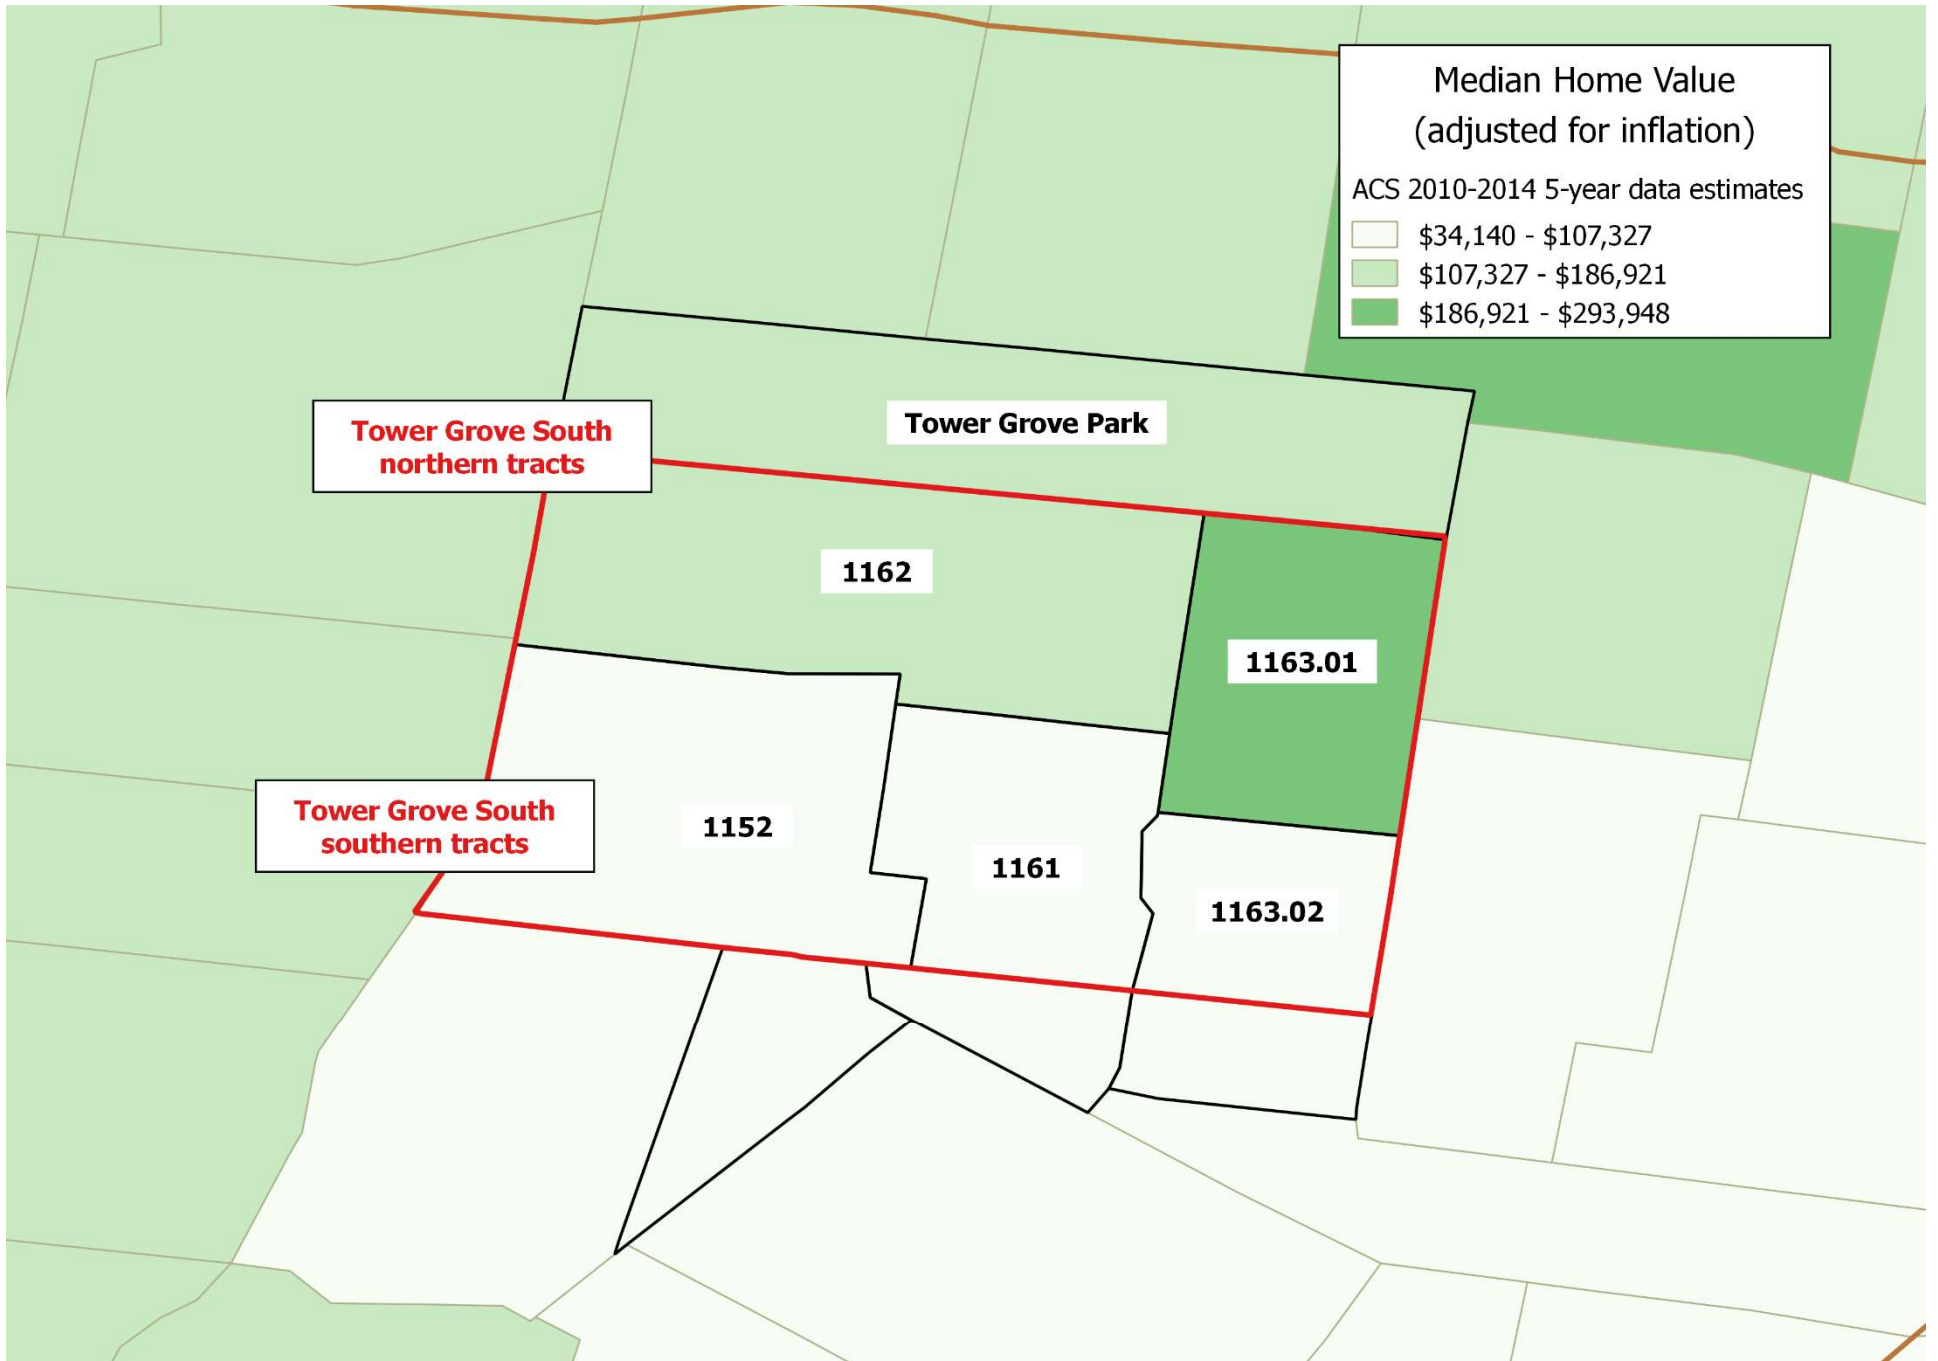 Median Home Value
(adjusted for inflation)
ACS 2010-2014 5-year data estimates
$34,140 - $107,327
$107,327 - $186,921
$186,921 - $293,948
Tower Grove Park
Tower Grove South
northern tracts
1162
1163.01
Tower Grove South
southern tracts
1152
1161
1163.02